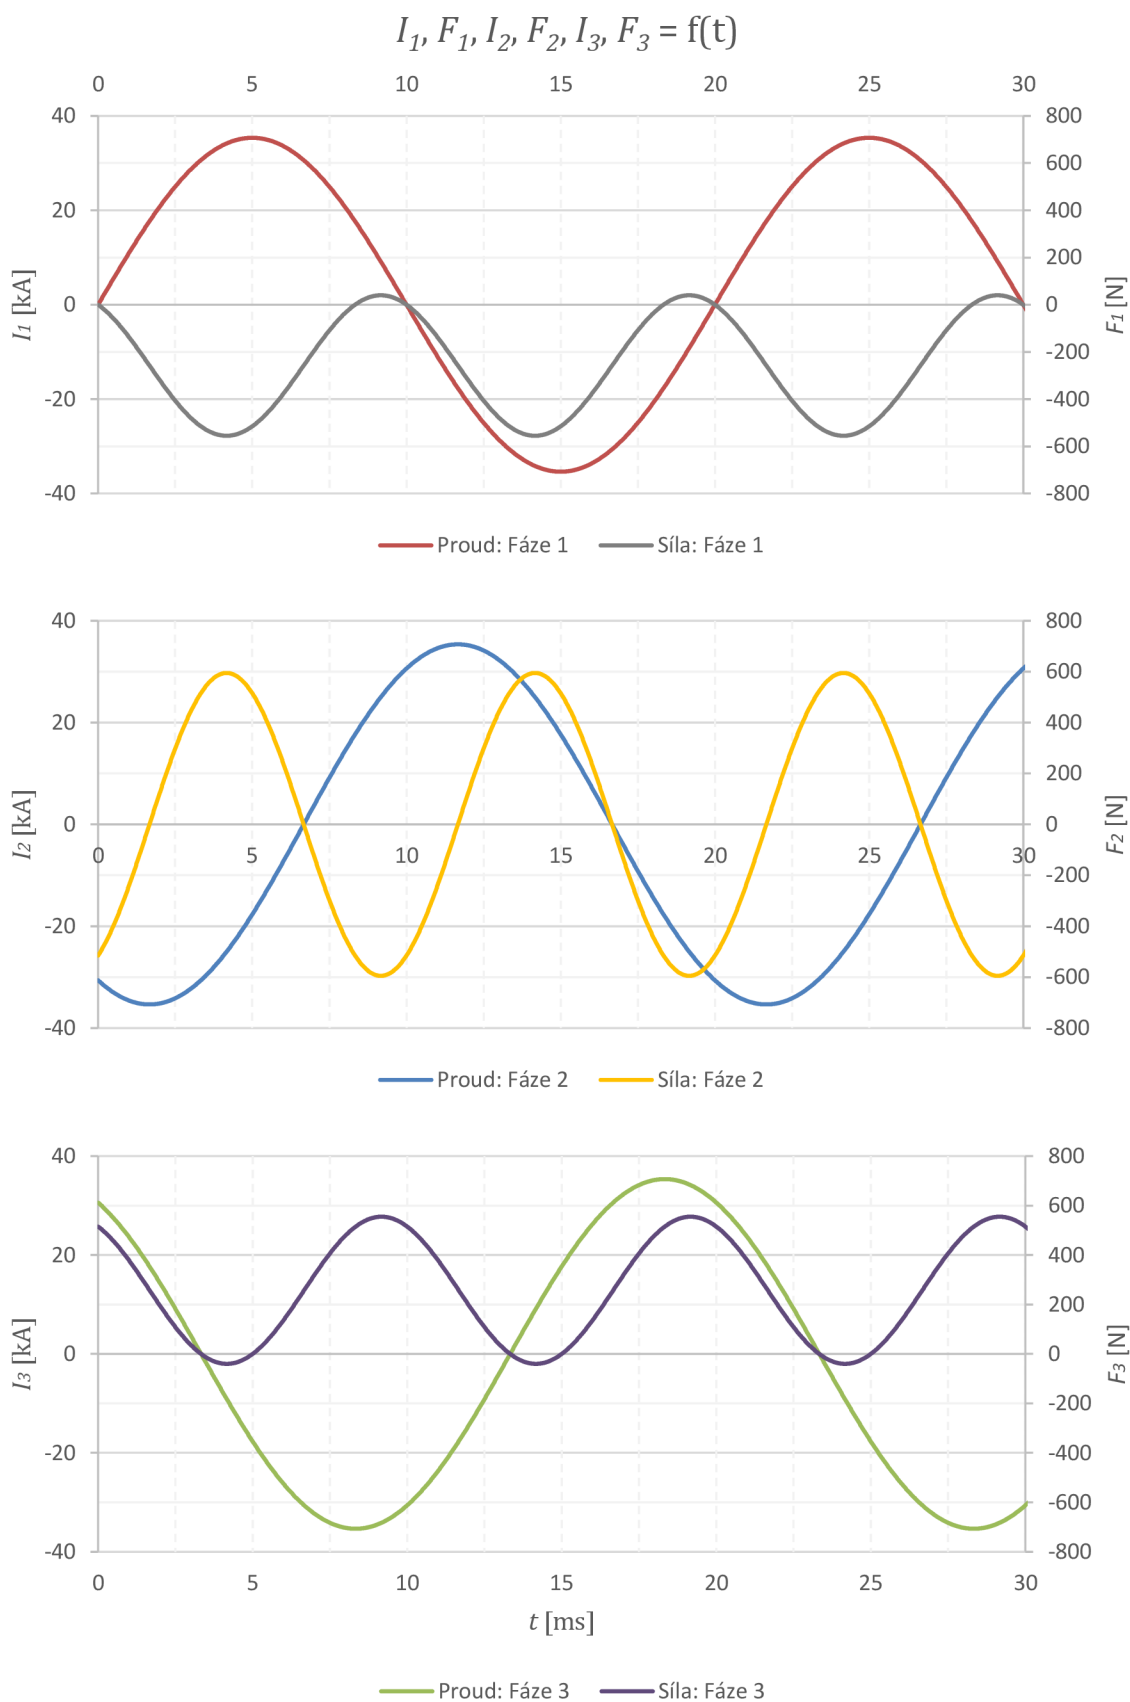 I1, F1, I2, F2, I3, F3 = f(t)
0 5 10 15 20 25 30
40 800
600
20 400
200
0 0
-200
-20 -400
-600
-40 -800
I1 [kA]
F1 [N]
Proud: Fáze 1 Síla: Fáze 1
40 800
600
20 400
200
0 0
0 5 10 15 20 25 30
-200
-20 -400
-600
-40 -800
I2 [kA]
F2 [N]
Proud: Fáze 2 Síla: Fáze 2
40 800
600
20 400
200
0 0
-200
-20 -400
-600
-40 -800
I3 [kA]
F3 [N]
0 5 10 15 20 25 30
t [ms]
Proud: Fáze 3 Síla: Fáze 3